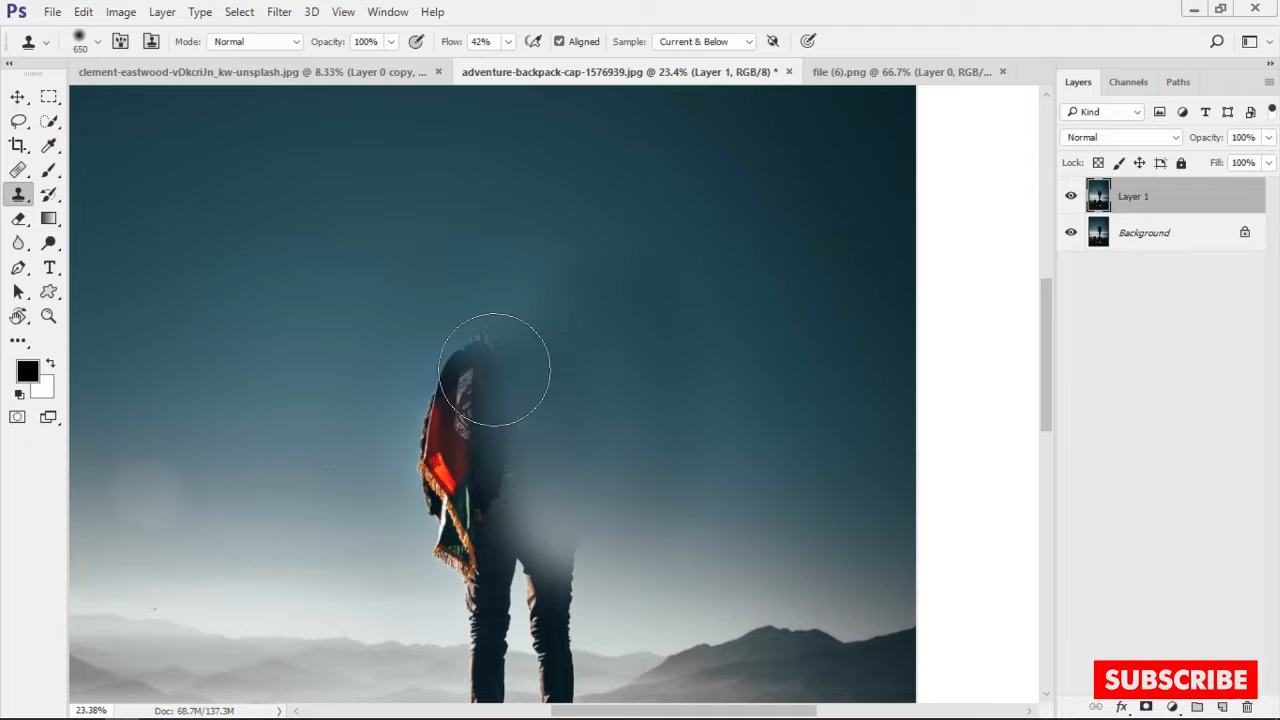 Ps File Edit Image Layer Type Select Filter 3D View Window Help
650 Mode: Normal Opacity: 100% Flow: 42% Aligned Sample: Current & Below
clement-eastwood-vDkcriJn_kw-unsplash.jpg @ 8.33% (Layer 0 copy, ... adventure-backpack-cap-1576939.jpg @ 23.4% (Layer 1, RGB/8) * file (6).png @ 66.7% (Layer 0, RGB/...
Layers Channels Paths
Kind
Normal Opacity: 100%
Lock: Fill: 100%
Layer 1
Background
SUBSCRIBE
23.38% Doc: 68.7M/137.3M